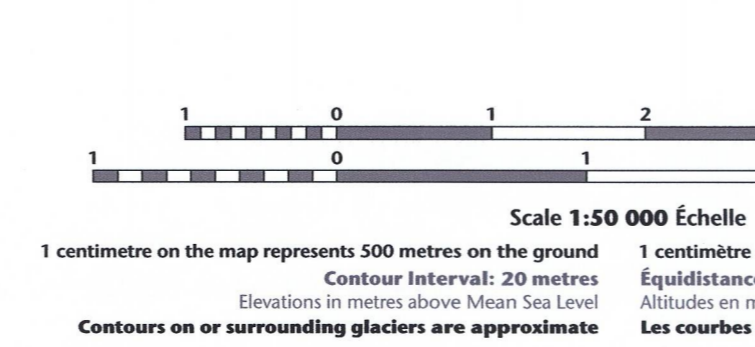 1 0 1 2
1 0 1
Scale 1:50 000 Échelle
1 centimetre on the map represents 500 metres on the ground 1 centimètre
Contour Interval: 20 metres
Elevations in metres above Mean Sea Level Altitudes en
Contours on or surrounding glaciers are approximate Les courbes